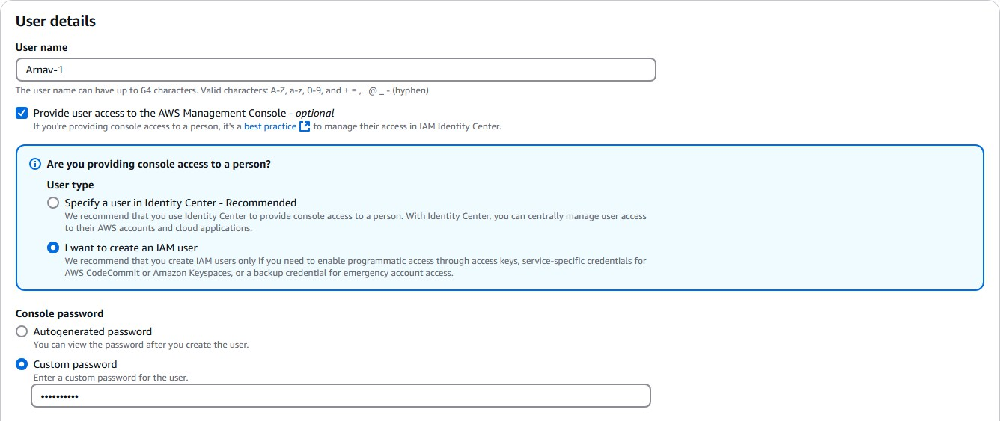 User details
User name
Arnav-1
The user name can have up to 64 characters. Valid characters: A-Z, a-z, 0-9, and + = , . @ _ - (hyphen)
Provide user access to the AWS Management Console - optional
If you're providing console access to a person, it's a best practice to manage their access in IAM Identity Center.
Are you providing console access to a person?
User type
Specify a user in Identity Center - Recommended
We recommend that you use Identity Center to provide console access to a person. With Identity Center, you can centrally manage user access
to their AWS accounts and cloud applications.
I want to create an IAM user
We recommend that you create IAM users only if you need to enable programmatic access through access keys, service-specific credentials for
AWS CodeCommit or Amazon Keyspaces, or a backup credential for emergency account access.
Console password
Autogenerated password
You can view the password after you create the user.
Custom password
Enter a custom password for the user.
••••••••••